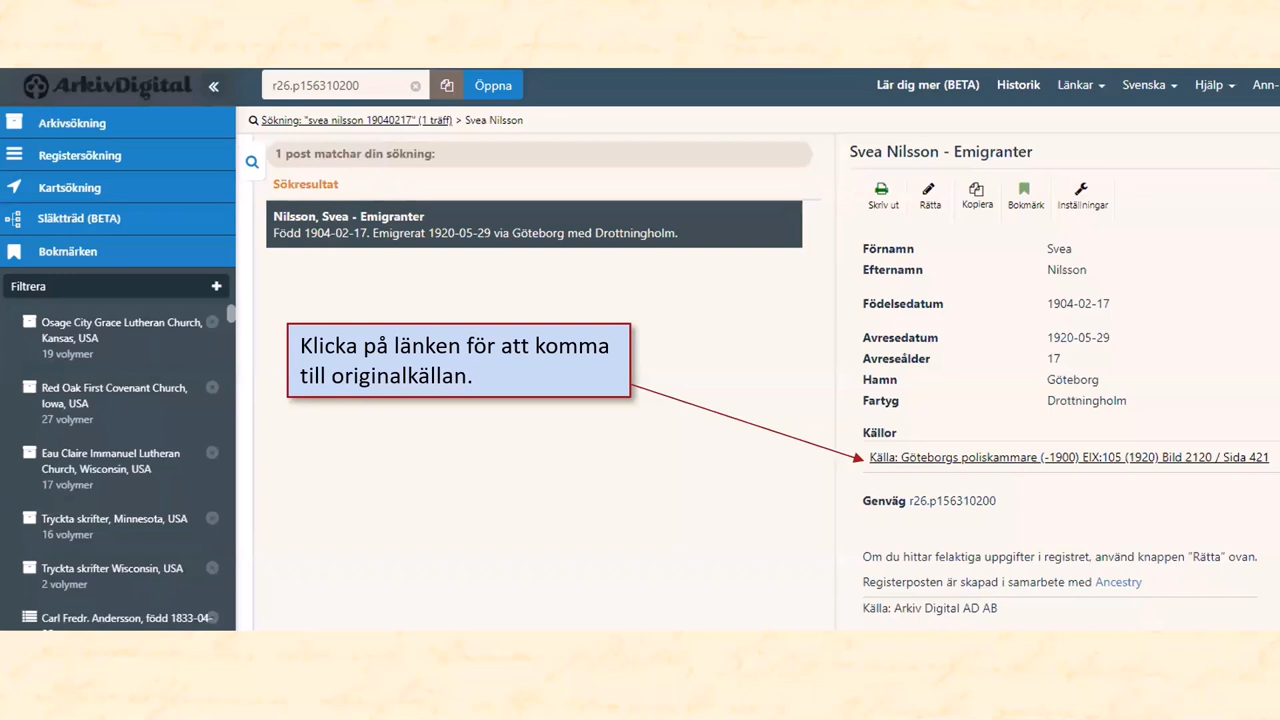 ArkivDigital «
r26.p156310200
Öppna
Lär dig mer (BETA) Historik Länkar Svenska Hjälp Ann-
Arkivsökning
Registersökning
Kartsökning
Släktträd (BETA)
Bokmärken
Filtrera +
Osage City Grace Lutheran Church,
Kansas, USA
19 volymer
Red Oak First Covenant Church,
Iowa, USA
27 volymer
Eau Claire Immanuel Lutheran
Church, Wisconsin, USA
17 volymer
Tryckta skrifter, Minnesota, USA
16 volymer
Tryckta skrifter Wisconsin, USA
2 volymer
Carl Fredr. Andersson, född 1833-04-
Sökning: "svea nilsson 19040217" (1 träff) > Svea Nilsson
1 post matchar din sökning:
Sökresultat
Nilsson, Svea - Emigranter
Född 1904-02-17. Emigrerat 1920-05-29 via Göteborg med Drottningholm.
Klicka på länken för att komma
till originalkällan.
Svea Nilsson - Emigranter
Skriv ut Rätta Kopiera Bokmärk Inställningar
Förnamn Svea
Efternamn Nilsson
Födelsedatum 1904-02-17
Avresedatum 1920-05-29
Avreseålder 17
Hamn Göteborg
Fartyg Drottningholm
Källor
Källa: Göteborgs poliskammare (-1900) EIX:105 (1920) Bild 2120 / Sida 421
Genväg r26.p156310200
Om du hittar felaktiga uppgifter i registret, använd knappen "Rätta" ovan.
Registerposten är skapad i samarbete med Ancestry
Källa: Arkiv Digital AD AB